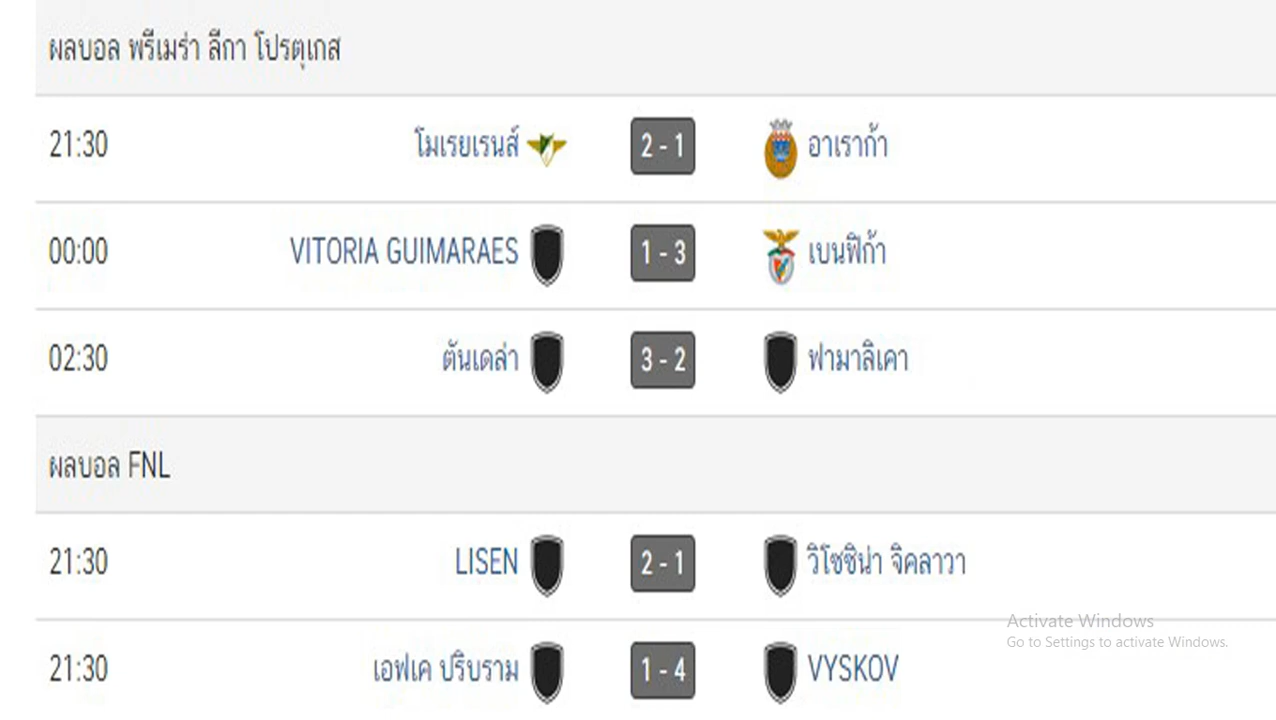 ผลบอล พรีเมร่า ลีกา โปรตุเกส
21:30 โมเรยเรนส์ 2 - 1 อาเราก้า
00:00 VITORIA GUIMARAES 1 - 3 เบนฟิก้า
02:30 ตันเดล่า 3 - 2 ฟามาลิเคา
ผลบอล FNL
21:30 LISEN 2 - 1 วิโซซิน่า จิคลาวา
Activate Windows
Go to Settings to activate Windows.
21:30 เอฟเค ปริบราม 1 - 4 VYSKOV